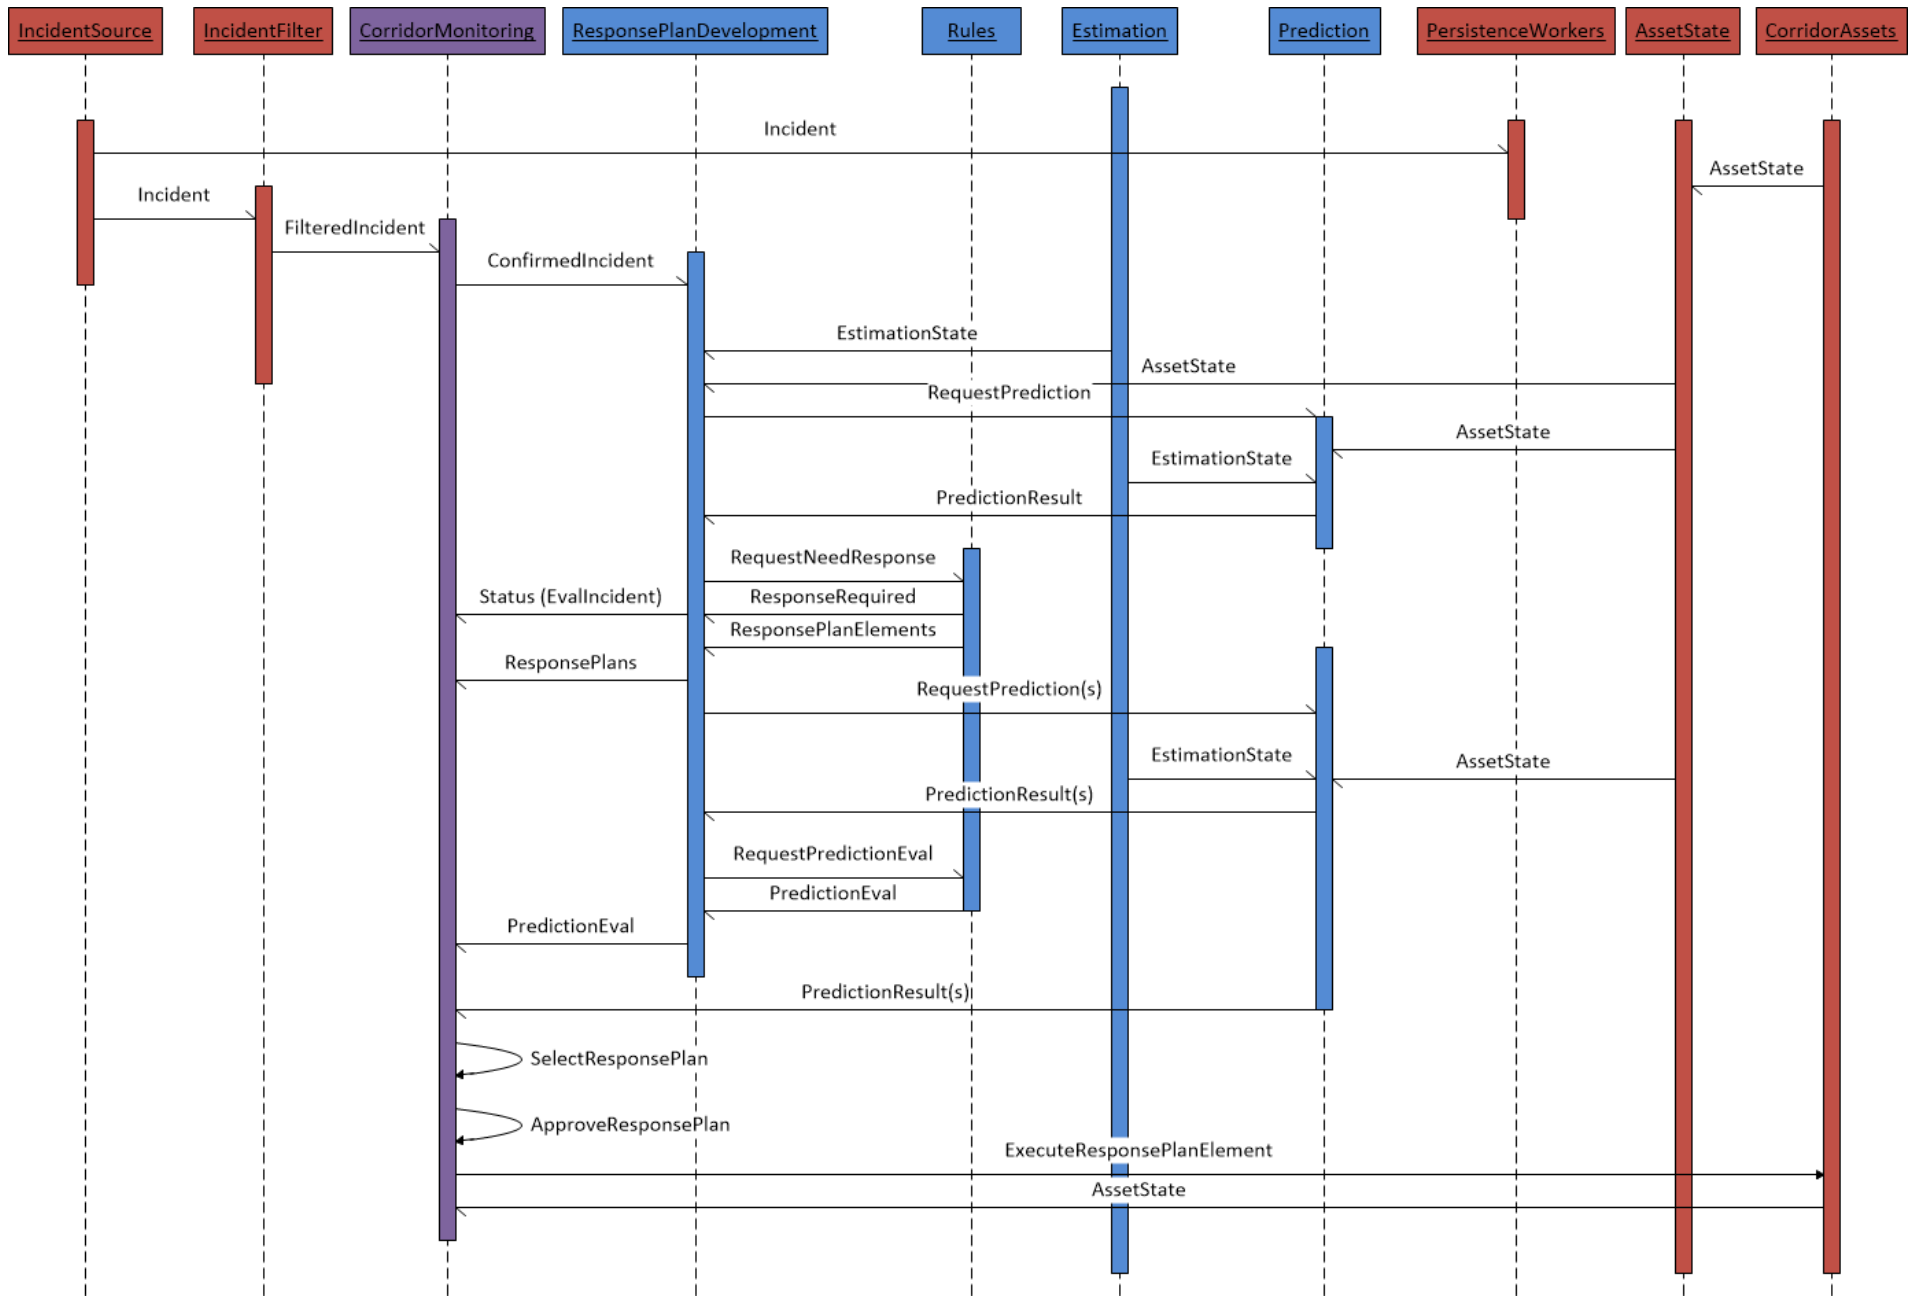 IncidentSource
IncidentFilter
CorridorMonitoring
ResponsePlanDevelopment
Rules
Estimation
Prediction
PersistenceWorkers
AssetState
CorridorAssets
Incident
AssetState
Incident
FilteredIncident
ConfirmedIncident
EstimationState
AssetState
RequestPrediction
AssetState
EstimationState
PredictionResult
RequestNeedResponse
Status (EvalIncident)
ResponseRequired
ResponsePlanElements
ResponsePlans
RequestPrediction(s)
EstimationState
AssetState
PredictionResult(s)
RequestPredictionEval
PredictionEval
PredictionEval
PredictionResult(s)
SelectResponsePlan
ApproveResponsePlan
ExecuteResponsePlanElement
AssetState